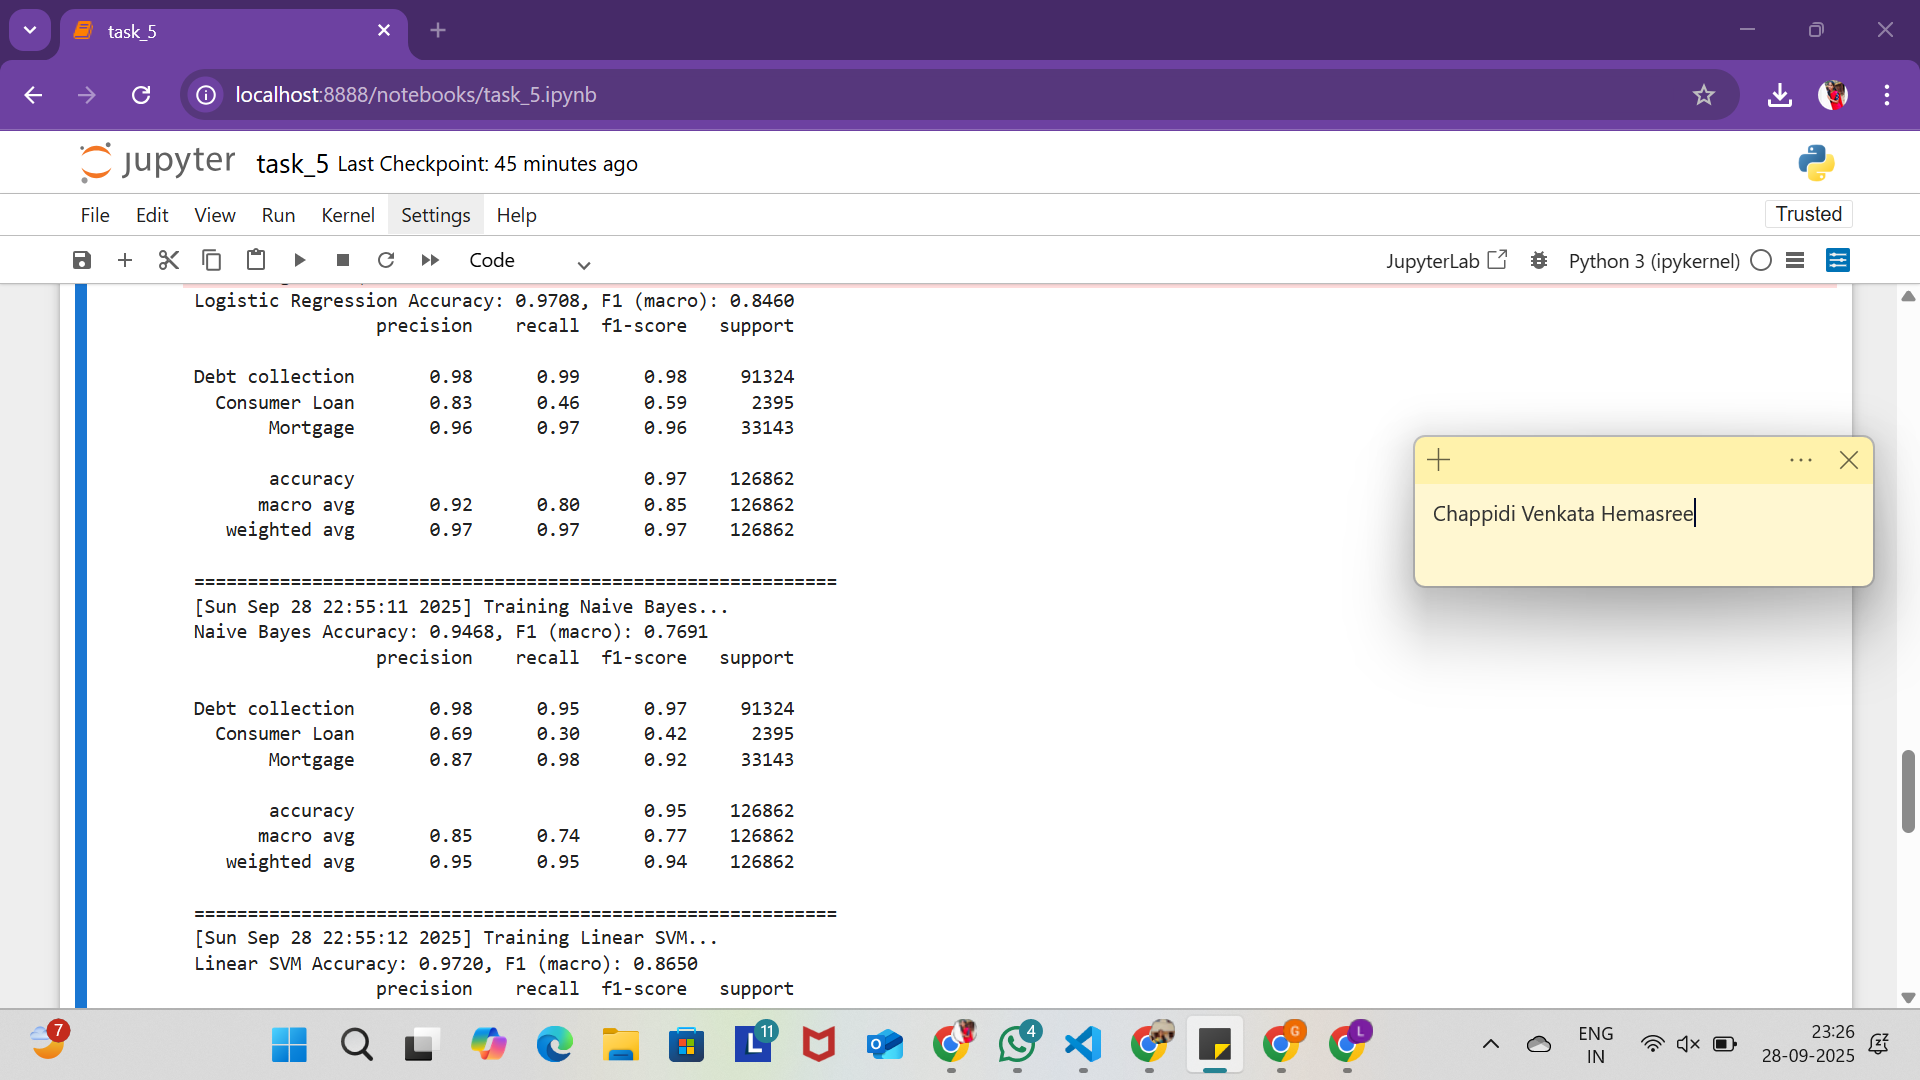 task_5
localhost:8888/notebooks/task_5.ipynb
jupyter task_5 Last Checkpoint: 45 minutes ago
File Edit View Run Kernel Settings Help
Trusted
Code
JupyterLab
Python 3 (ipykernel)
Logistic Regression Accuracy: 0.9708, F1 (macro): 0.8460
precision recall f1-score support
Debt collection 0.98 0.99 0.98 91324
Consumer Loan 0.83 0.46 0.59 2395
Mortgage 0.96 0.97 0.96 33143
accuracy 0.97 126862
macro avg 0.92 0.80 0.85 126862
weighted avg 0.97 0.97 0.97 126862
============================================================
[Sun Sep 28 22:55:11 2025] Training Naive Bayes...
Naive Bayes Accuracy: 0.9468, F1 (macro): 0.7691
precision recall f1-score support
Debt collection 0.98 0.95 0.97 91324
Consumer Loan 0.69 0.30 0.42 2395
Mortgage 0.87 0.98 0.92 33143
accuracy 0.95 126862
macro avg 0.85 0.74 0.77 126862
weighted avg 0.95 0.95 0.94 126862
============================================================
[Sun Sep 28 22:55:12 2025] Training Linear SVM...
Linear SVM Accuracy: 0.9720, F1 (macro): 0.8650
precision recall f1-score support
Chappidi Venkata Hemasree
7
L
11
O
4
G
L
ENG
IN
23:26
28-09-2025